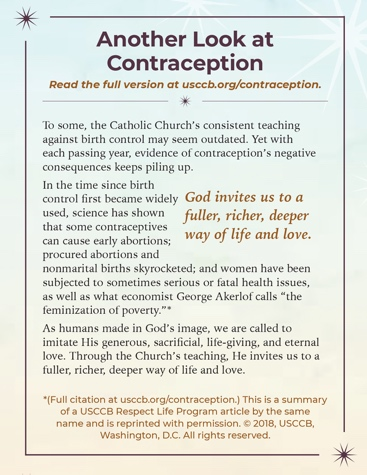 Another Look at
Contraception
Read the full version at usccb.org/contraception.
To some, the Catholic Church's consistent teaching
against birth control may seem outdated. Yet with
each passing year, evidence of contraception's negative
consequences keeps piling up.
In the time since birth
control first became widely
used, science has shown
that some contraceptives
can cause early abortions;
procured abortions and
God invites us to a
fuller, richer, deeper
way of life and love.
nonmarital births skyrocketed; and women have been
subjected to sometimes serious or fatal health issues,
as well as what economist George Akerlof calls “the
feminization of poverty.”*
As humans made in God's image, we are called to
imitate His generous, sacrificial, life-giving, and eternal
love. Through the Church's teaching, He invites us to a
fuller, richer, deeper way of life and love.
*(Full citation at usccb.org/contraception.) This is a summary
of a USCCB Respect Life Program article by the same
name and is reprinted with permission. © 2018, USCCB,
Washington, D.C. All rights reserved.